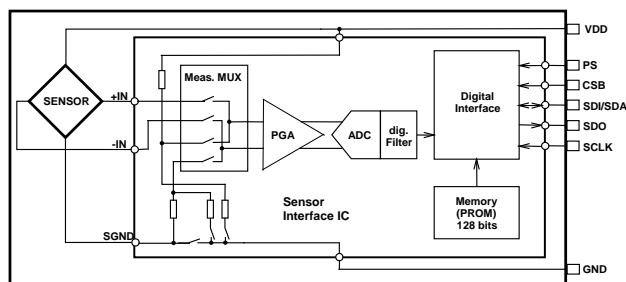 VDD
Meas. MUX
PS
+IN
SENSOR
CSB
Digital
Interface
SDI/SDA
PGA
ADC
dig.
Filter
SDO
-IN
SCLK
Sensor
Interface IC
Memory
(PROM)
128 bits
SGND
GND